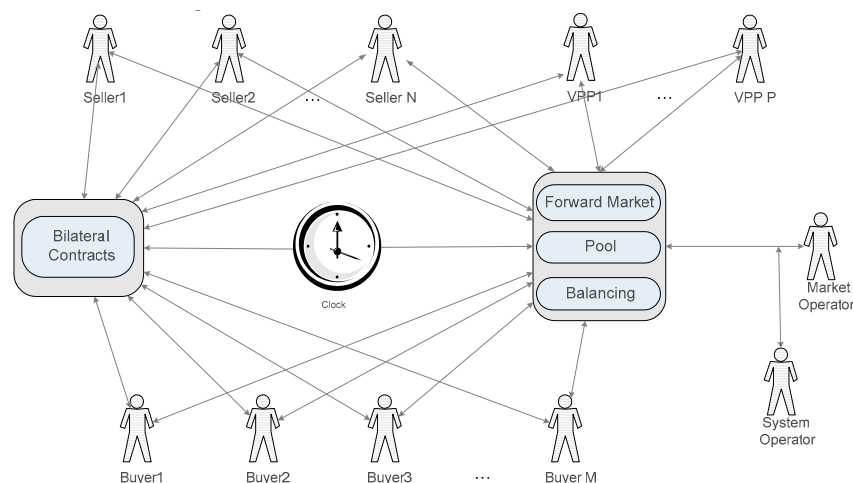 Seller1
Seller2
...
Seller N
VPP1
...
VPP P
Bilateral
Contracts
Forward Market
Pool
Balancing
Clock
Market
Operator
System
Operator
Buyer1
Buyer2
Buyer3
...
Buyer M